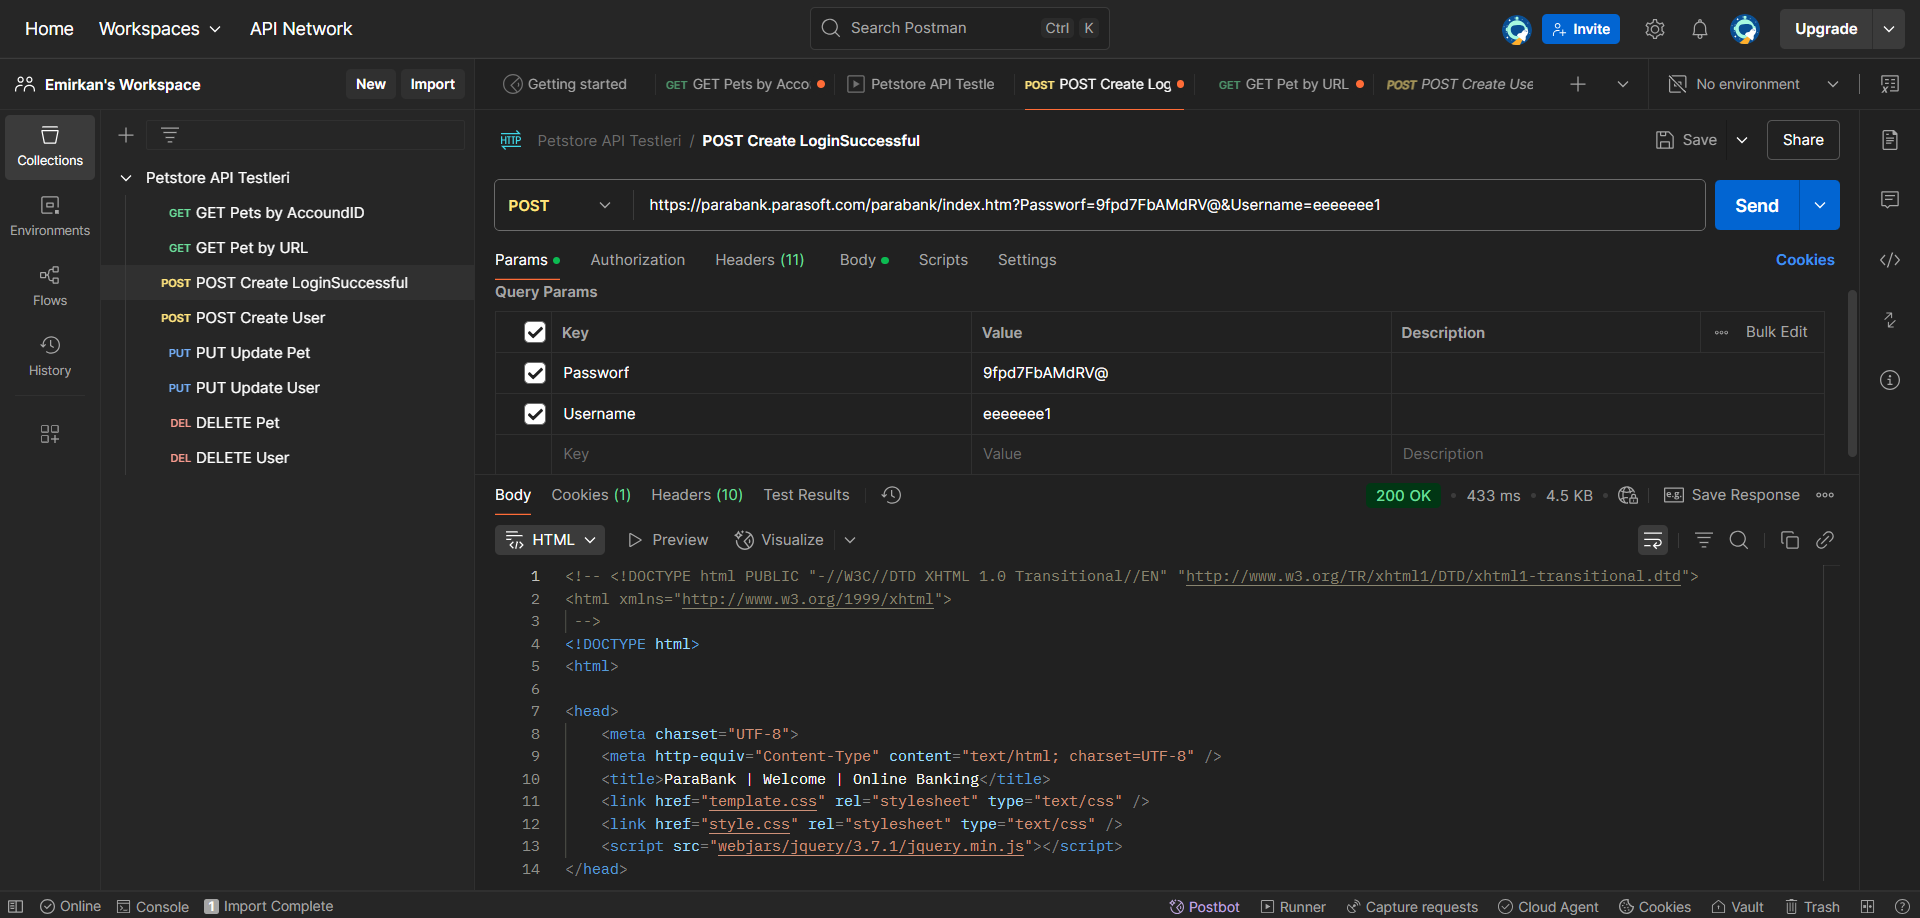 Home Workspaces API Network Search Postman Ctrl K Invite Upgrade
Emirkan's Workspace New Import Getting started GET GET Pets by Acco Petstore API Testle POST POST Create Log GET GET Pet by URL POST POST Create Use No environment
Collections
Environments
Flows
History
Petstore API Testleri
GET GET Pets by AccoundID
GET GET Pet by URL
POST POST Create LoginSuccessful
POST POST Create User
PUT PUT Update Pet
PUT PUT Update User
DEL DELETE Pet
DEL DELETE User
HTTP Petstore API Testleri / POST Create LoginSuccessful Save Share
POST https://parabank.parasoft.com/parabank/index.htm?Passworf=9fpd7FbAMdRV@&Username=eeeeeee1 Send
Params Authorization Headers (11) Body Scripts Settings Cookies
Query Params
Key Value Description Bulk Edit
Passworf 9fpd7FbAMdRV@
Username eeeeeee1
Key Value Description
Body Cookies (1) Headers (10) Test Results 200 OK 433 ms 4.5 KB e.g. Save Response
HTML Preview Visualize
1 <!-- <!DOCTYPE html PUBLIC "-//W3C//DTD XHTML 1.0 Transitional//EN" "http://www.w3.org/TR/xhtml1/DTD/xhtml1-transitional.dtd">
2 <html xmlns="http://www.w3.org/1999/xhtml">
3 -->
4 <!DOCTYPE html>
5 <html>
6
7 <head>
8 <meta charset="UTF-8">
9 <meta http-equiv="Content-Type" content="text/html; charset=UTF-8" />
10 <title>ParaBank | Welcome | Online Banking</title>
11 <link href="template.css" rel="stylesheet" type="text/css" />
12 <link href="style.css" rel="stylesheet" type="text/css" />
13 <script src="webjars/jquery/3.7.1/jquery.min.js"></script>
14 </head>
Online Console 1 Import Complete Postbot Runner Capture requests Cloud Agent Cookies Vault Trash